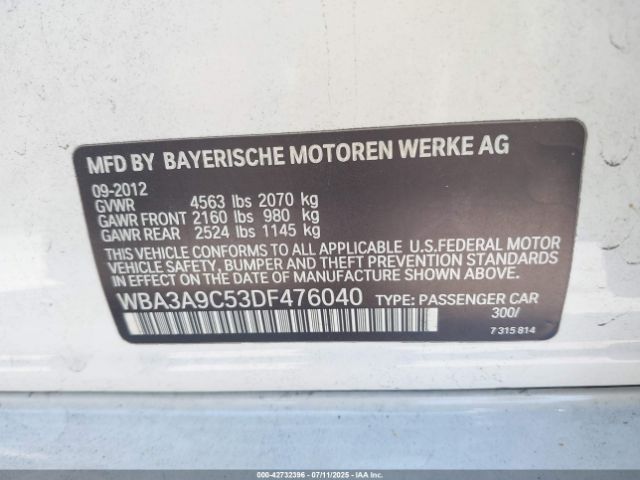 MFD BY BAYERISCHE MOTOREN WERKE AG
09-2012
GVWR 4563 lbs 2070 kg
GAWR FRONT 2160 lbs 980 kg
GAWR REAR 2524 lbs 1145 kg
THIS VEHICLE CONFORMS TO ALL APPLICABLE U.S.FEDERAL MOTOR
VEHICLE SAFETY, BUMPER, AND THEFT PREVENTION STANDARDS
IN EFFECT ON THE DATE OF MANUFACTURE SHOWN ABOVE.
WBA3A9C53DF476040 TYPE: PASSENGER CAR
300/
7 315 814
000-42732396 - 07/11/2025 - IAAI.com